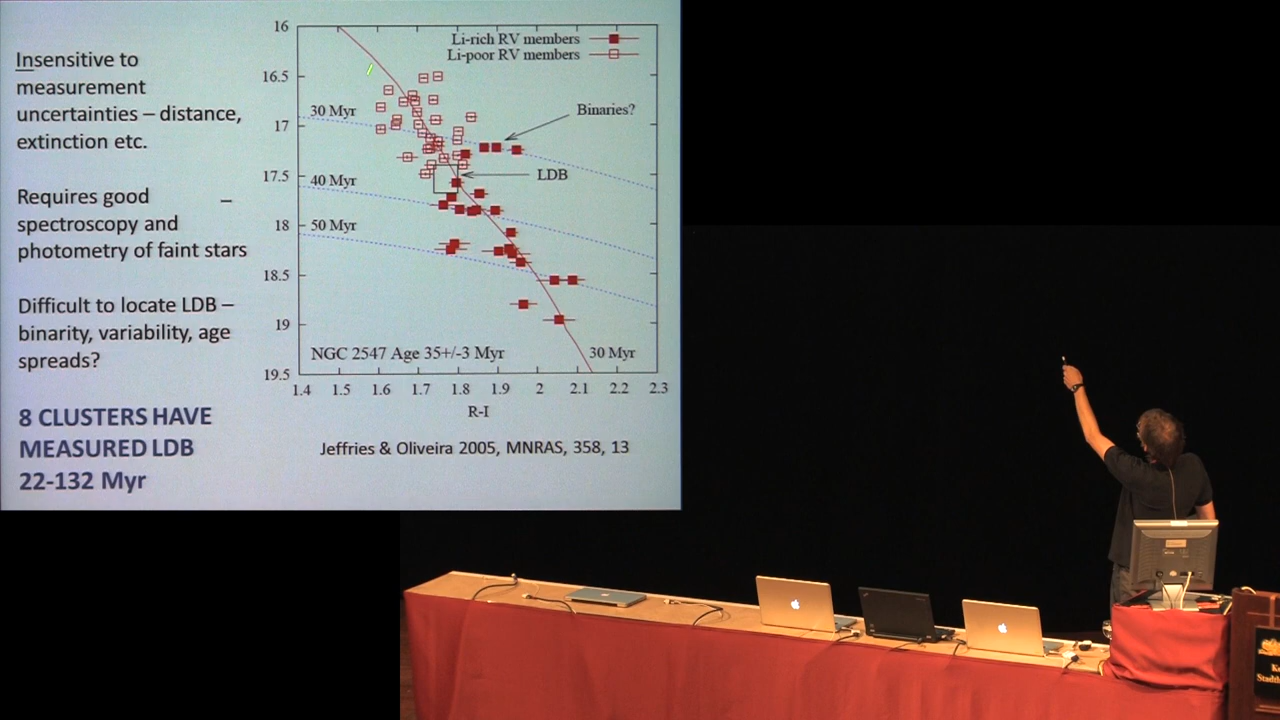 Insensitive to
measurement
uncertainties – distance,
extinction etc.
Requires good
spectroscopy and
photometry of faint stars
Difficult to locate LDB –
binarity, variability, age
spreads?
8 CLUSTERS HAVE
MEASURED LDB
22-132 Myr
16
16.5
17
17.5
18
18.5
19
19.5
Li-rich RV members
Li-poor RV members
30 Myr
Binaries?
LDB
40 Myr
50 Myr
NGC 2547 Age 35+/-3 Myr
30 Myr
1.4 1.5 1.6 1.7 1.8 1.9 2 2.1 2.2 2.3
R-I
Jeffries & Oliveira 2005, MNRAS, 358, 13